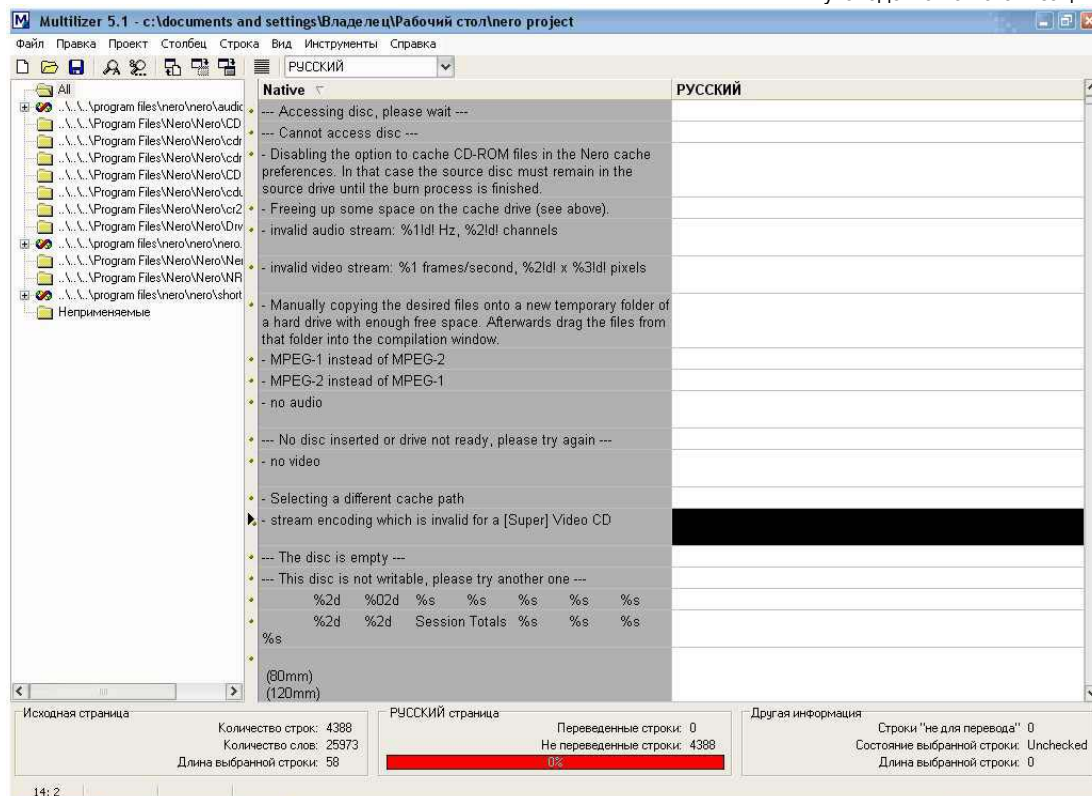 Multilizer 5.1 - c:\documents and settings\Владелец\Рабочий стол\nero project
Файл Правка Проект Столбец Строка Вид Инструменты Справка
РУССКИЙ
All
..\..\..\program files\nero\nero\audic
..\..\..\Program Files\Nero\Nero\CD
..\..\..\Program Files\Nero\Nero\cdr
..\..\..\Program Files\Nero\Nero\cdr
..\..\..\Program Files\Nero\Nero\CD
..\..\..\Program Files\Nero\Nero\cdu
..\..\..\Program Files\Nero\Nero\cr2
..\..\..\Program Files\Nero\Nero\Driv
..\..\..\program files\nero\nero\nero.
..\..\..\Program Files\Nero\Nero\Ner
..\..\..\Program Files\Nero\Nero\NR
..\..\..\program files\nero\nero\short
Неприменяемые
Native РУССКИЙ
--- Accessing disc, please wait ---
--- Cannot access disc ---
- Disabling the option to cache CD-ROM files in the Nero cache
preferences. In that case the source disc must remain in the
source drive until the burn process is finished.
- Freeing up some space on the cache drive (see above).
- invalid audio stream: %1!d! Hz, %2!d! channels
- invalid video stream: %1 frames/second, %2!d! x %3!d! pixels
- Manually copying the desired files onto a new temporary folder of
a hard drive with enough free space. Afterwards drag the files from
that folder into the compilation window.
- MPEG-1 instead of MPEG-2
- MPEG-2 instead of MPEG-1
- no audio
--- No disc inserted or drive not ready, please try again ---
- no video
- Selecting a different cache path
- stream encoding which is invalid for a [Super] Video CD
--- The disc is empty ---
--- This disc is not writable, please try another one ---
%2d %02d %s %s %s %s %s
%2d %2d Session Totals %s %s %s
%s
(80mm)
(120mm)
Исходная страница
Количество строк: 4388
Количество слов: 25973
Длина выбранной строки: 58
РУССКИЙ страница
Переведенные строки: 0
Не переведенные строки: 4388
0%
Другая информация
Строки "не для перевода" 0
Состояние выбранной строки: Unchecked
Длина выбранной строки: 0
14: 2